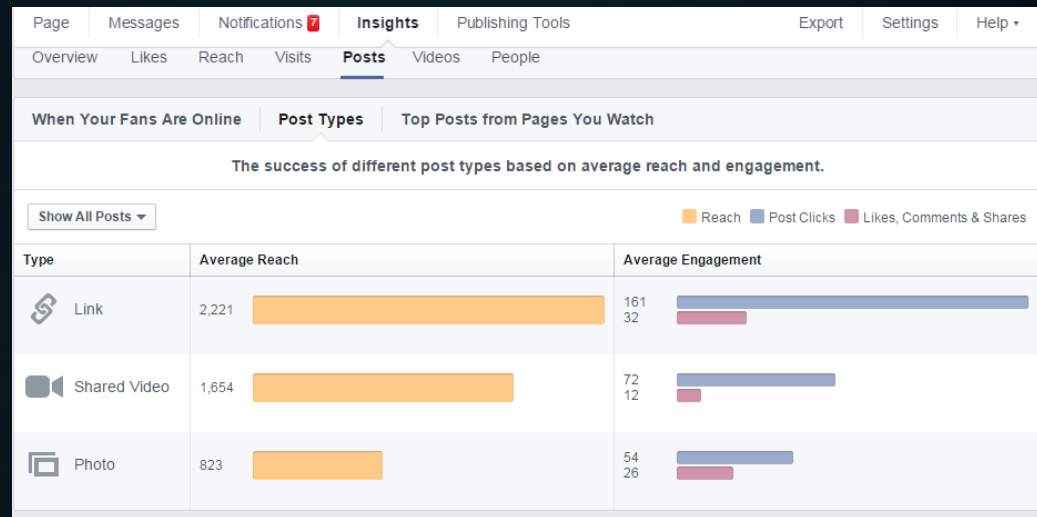 Page Messages Notifications 7 Insights Publishing Tools Export Settings Help
Overview Likes Reach Visits Posts Videos People
When Your Fans Are Online Post Types Top Posts from Pages You Watch
The success of different post types based on average reach and engagement.
Show All Posts Reach Post Clicks Likes, Comments & Shares
Type Average Reach Average Engagement
Link 2,221 161
32
Shared Video 1,654 72
12
Photo 823 54
26